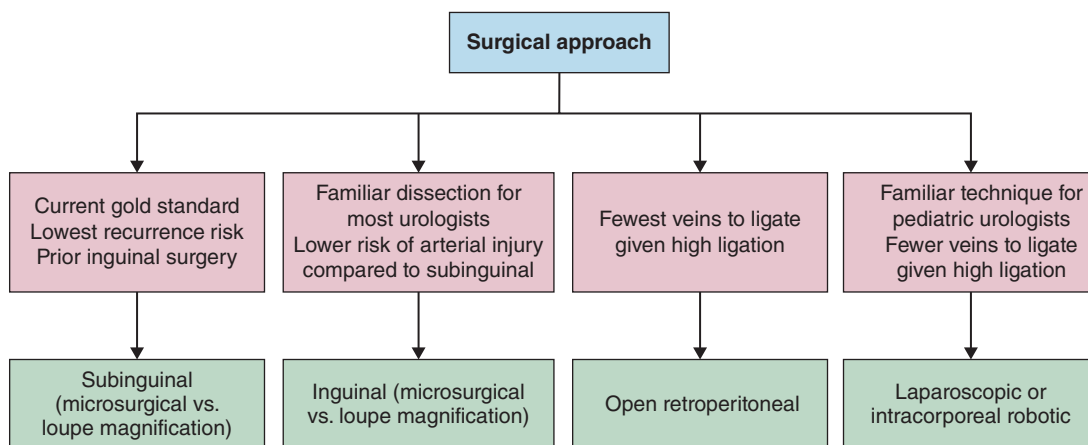 Surgical approach
Current gold standard
Lowest recurrence risk
Prior inguinal surgery
Familiar dissection for
most urologists
Lower risk of arterial injury
compared to subinguinal
Fewest veins to ligate
given high ligation
Familiar technique for
pediatric urologists
Fewer veins to ligate
given high ligation
Subinguinal
(microsurgical vs.
loupe magnification)
Inguinal (microsurgical
vs. loupe magnification)
Open retroperitoneal
Laparoscopic or
intracorporeal robotic